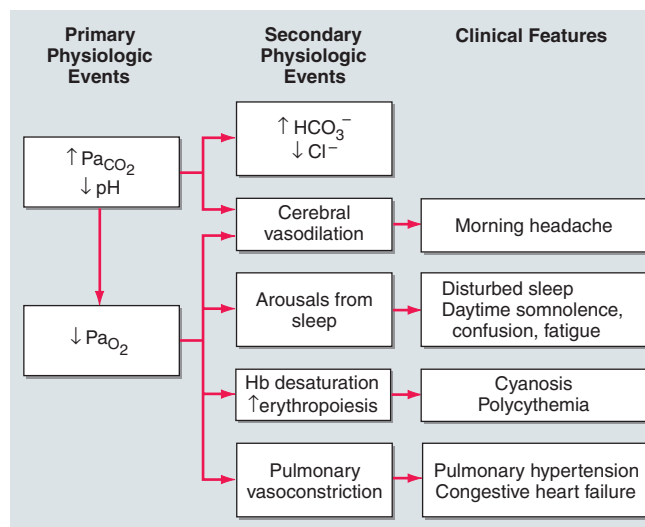 Primary
Physiologic
Events
Secondary
Physiologic
Events
Clinical Features
↑ PaCO₂
↓ pH
↑ HCO₃⁻
↓ Cl⁻
Cerebral
vasodilation
Morning headache
↓ PaO₂
Arousals from
sleep
Disturbed sleep
Daytime somnolence,
confusion, fatigue
Hb desaturation
↑erythropoiesis
Cyanosis
Polycythemia
Pulmonary
vasoconstriction
Pulmonary hypertension
Congestive heart failure